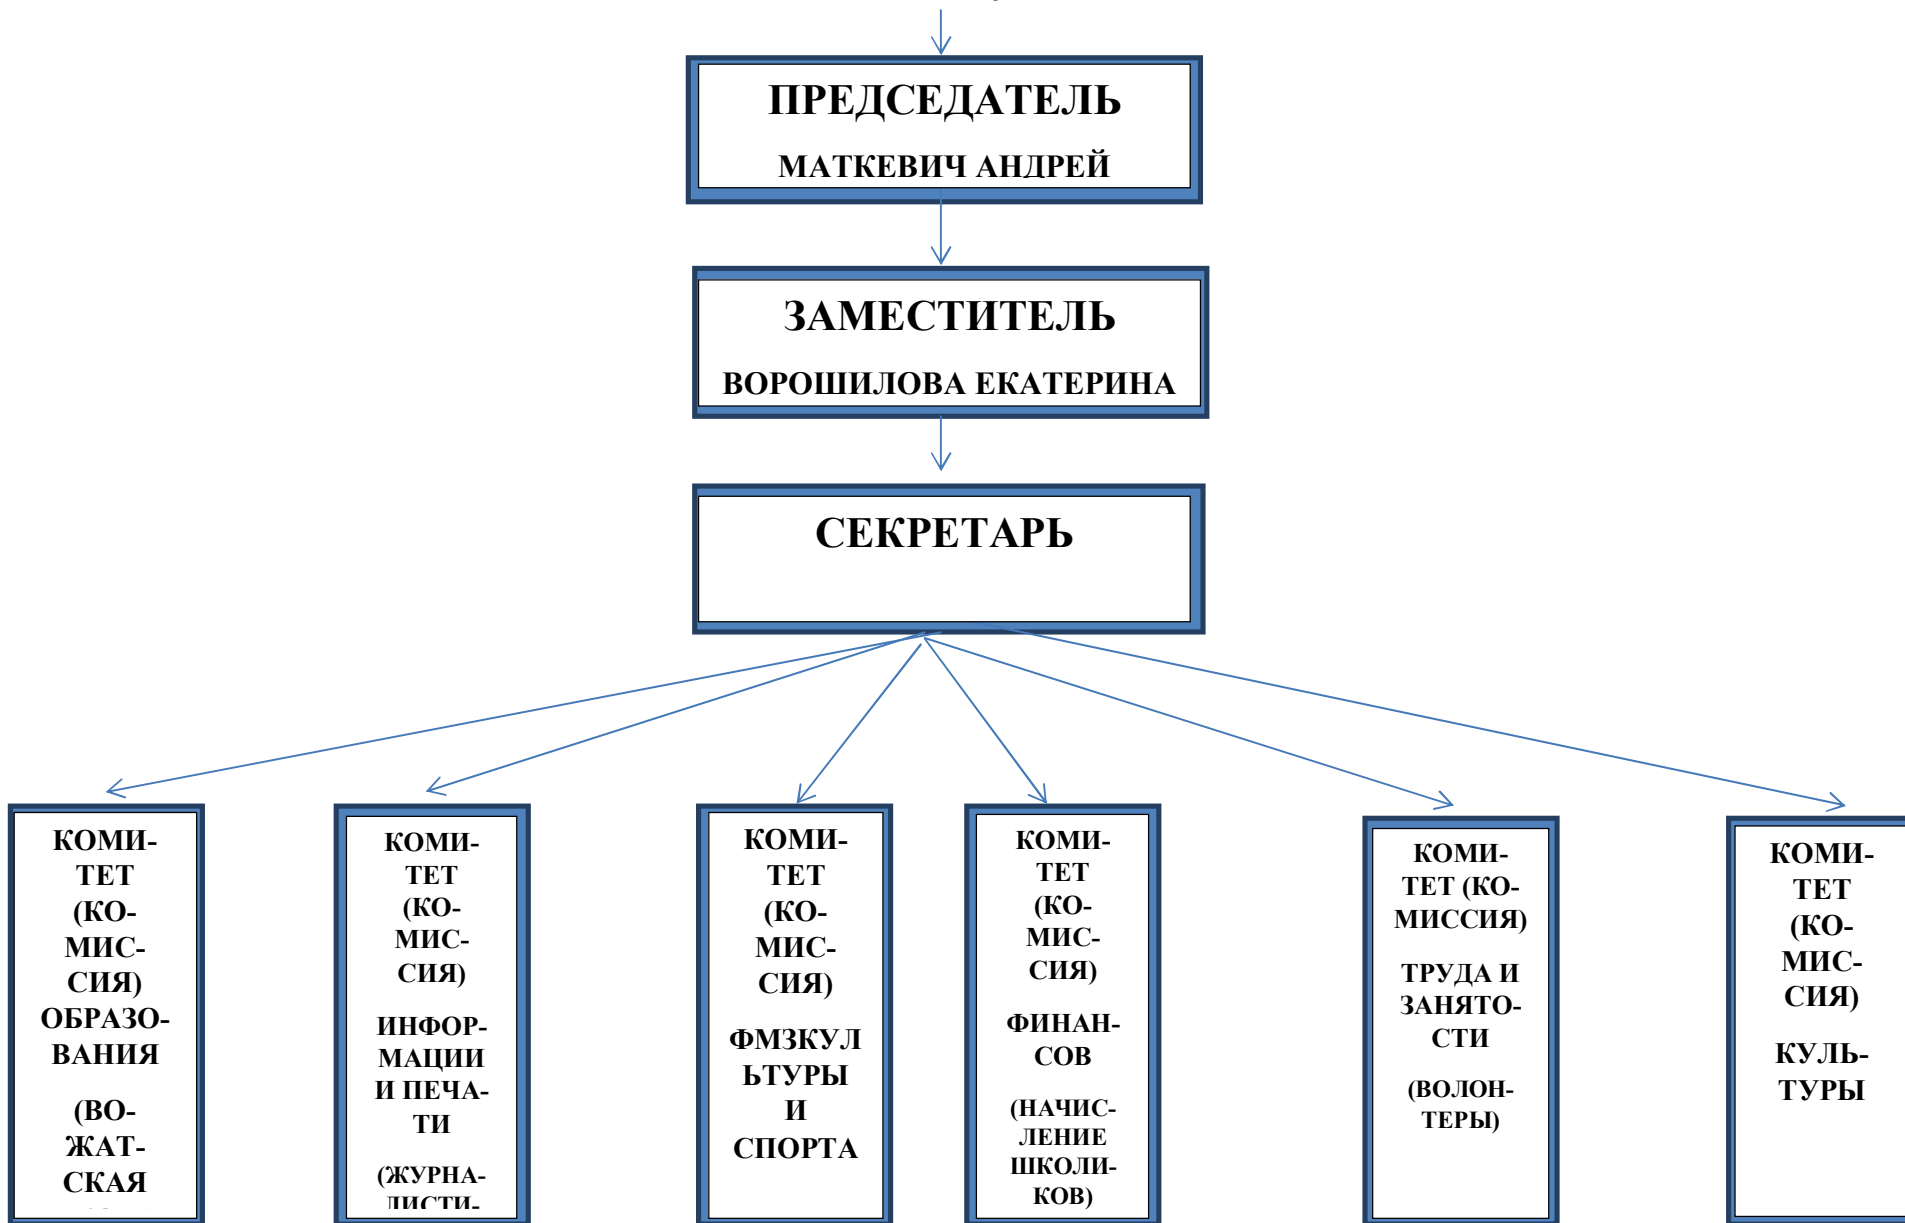 ПРЕДСЕДАТЕЛЬ
МАТКЕВИЧ АНДРЕЙ
ЗАМЕСТИТЕЛЬ
ВОРОШИЛОВА ЕКАТЕРИНА
СЕКРЕТАРЬ
КОМИ-
ТЕТ
(КО-
МИС-
СИЯ)
ОБРАЗО-
ВАНИЯ
(ВО-
ЖАТ-
СКАЯ
КОМИ-
ТЕТ
(КО-
МИС-
СИЯ)
ИНФОР-
МАЦИИ
И ПЕЧА-
ТИ
(ЖУРНА-
ЛИСТИ-
КОМИ-
ТЕТ
(КО-
МИС-
СИЯ)
ФМЗКУЛ
ЬТУРЫ
И
СПОРТА
КОМИ-
ТЕТ
(КО-
МИС-
СИЯ)
ФИНАН-
СОВ
(НАЧИС-
ЛЕНИЕ
ШКОЛИ-
КОВ)
КОМИ-
ТЕТ (КО-
МИССИЯ)
ТРУДА И
ЗАНЯТО-
СТИ
(ВОЛОН-
ТЕРЫ)
КОМИ-
ТЕТ
(КО-
МИС-
СИЯ)
КУЛЬ-
ТУРЫ